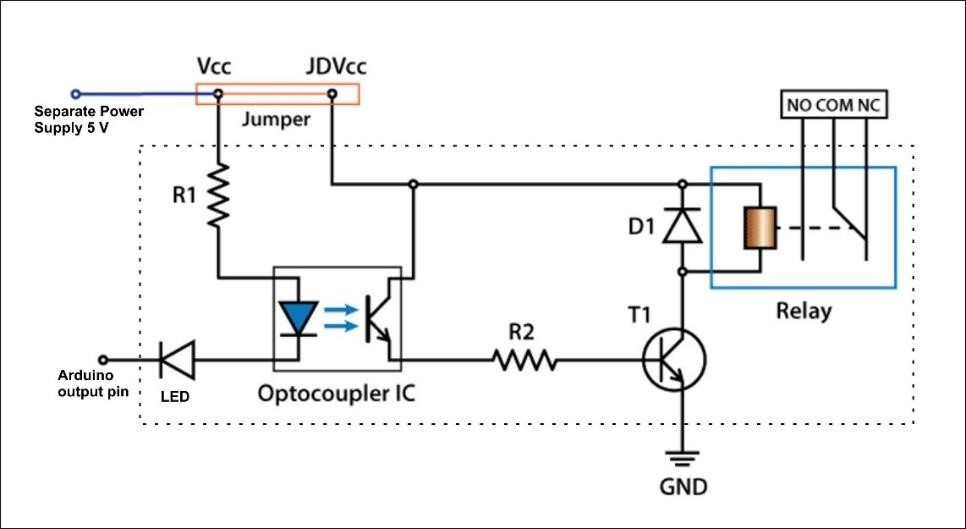 Vcc
JDVcc
Separate Power
Supply 5 V
Jumper
NO COM NC
R1
D1
Relay
T1
R2
Optocoupler IC
Arduino
output pin
LED
GND